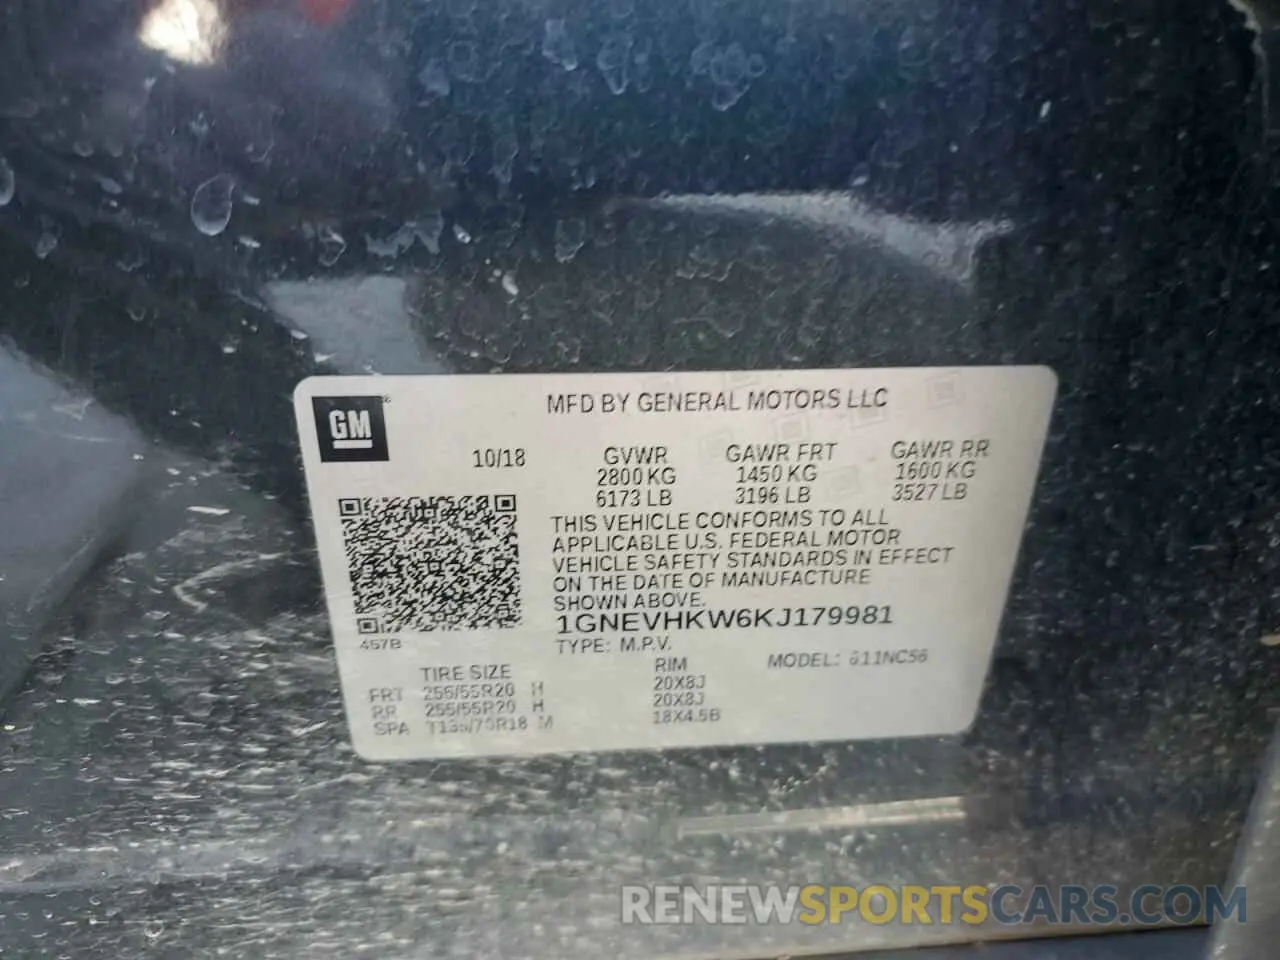 GM
MFD BY GENERAL MOTORS LLC
10/18 GVWR GAWR FRT GAWR RR
2800 KG 1450 KG 1600 KG
6173 LB 3196 LB 3527 LB
THIS VEHICLE CONFORMS TO ALL
APPLICABLE U.S. FEDERAL MOTOR
VEHICLE SAFETY STANDARDS IN EFFECT
ON THE DATE OF MANUFACTURE
SHOWN ABOVE.
1GNEVHKW6KJ179981
457B
TYPE: M.P.V. MODEL: 611NC56
TIRE SIZE RIM
FRT 255/55R20 H 20X8J
RR 255/55R20 H 20X8J
SPA T135/70R18 M 18X4.5B
RENEWSPORTSCARS.COM